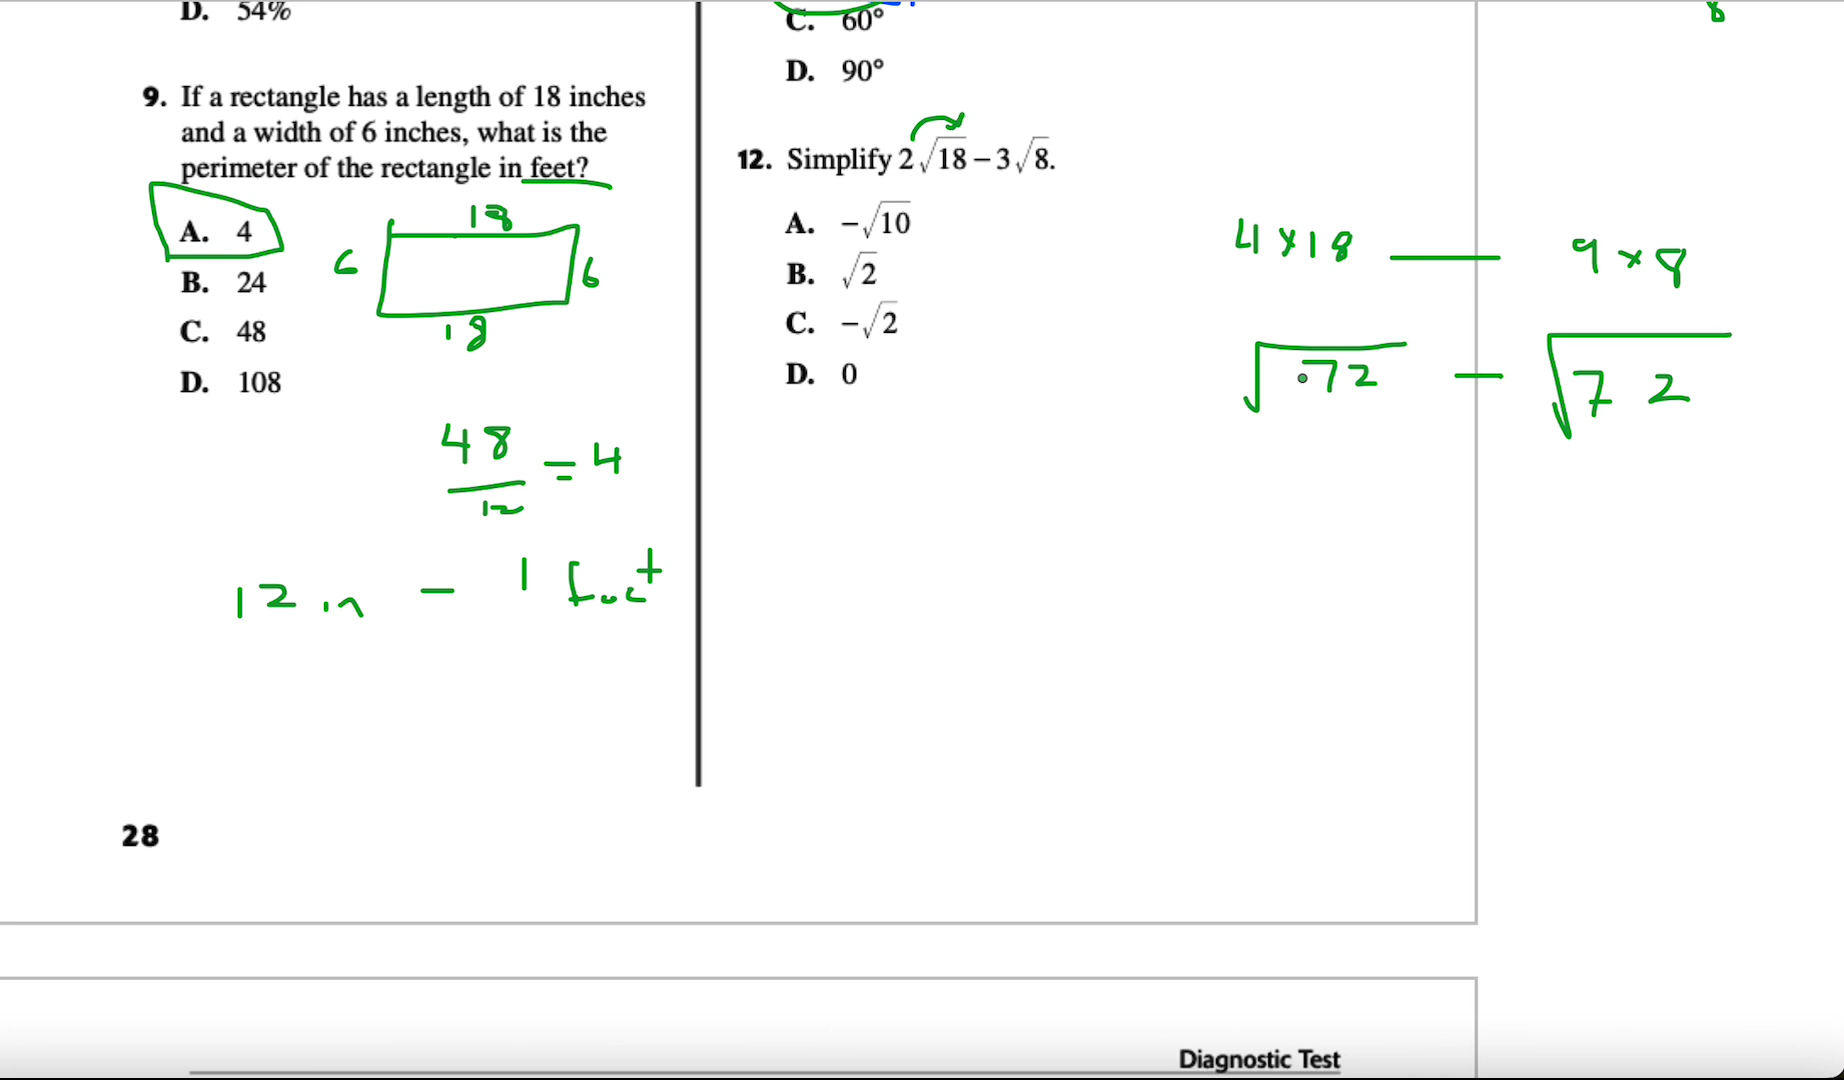 D. 54%
9. If a rectangle has a length of 18 inches
and a width of 6 inches, what is the
perimeter of the rectangle in feet?
A. 4
B. 24
C. 48
D. 108
18
6
6
18
48
12
= 4
12 in - 1 foot
28
C. 60°
D. 90°
12. Simplify 2√18 – 3√8.
A. –√10
B. √2
C. –√2
D. 0
8
4 × 18 — 9 × 8
√72 — √72
Diagnostic Test